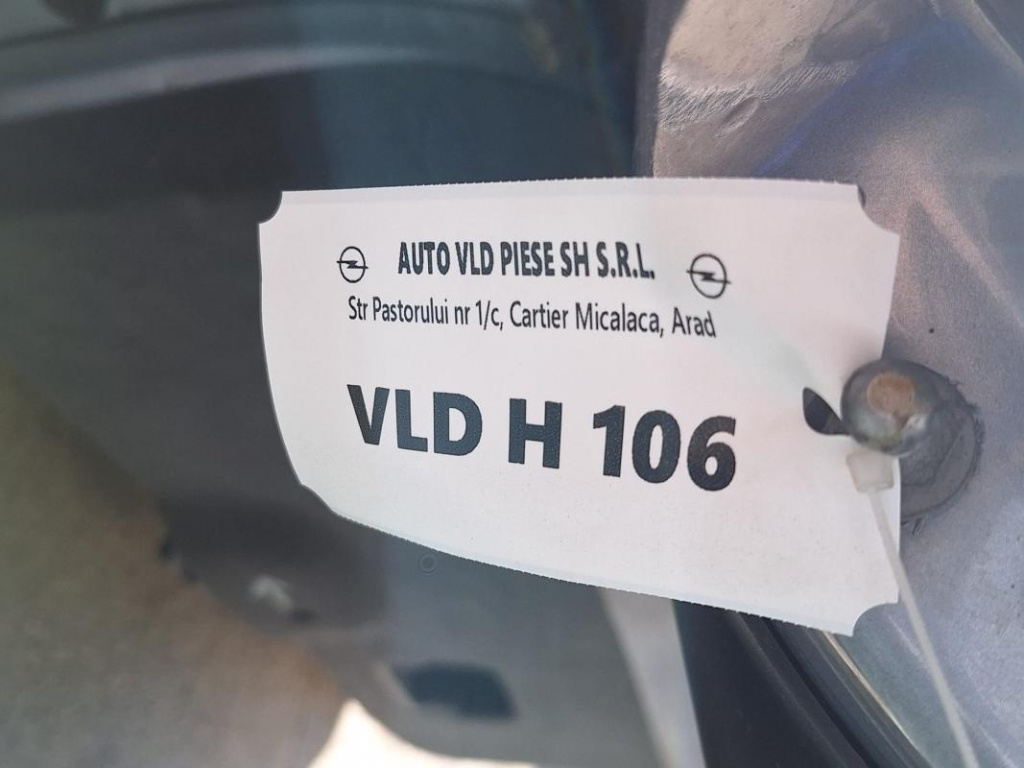 AUTO VLD PIESE SH S.R.L.
Str Pastorului nr 1/c, Cartier Micalaca, Arad
VLD H 106